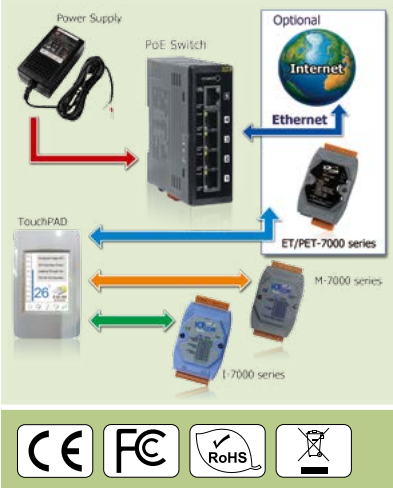 Power Supply
PoE Switch
Optional
Internet
Ethernet
ET/PET-7000 series
TouchPAD
26°
M-7000 series
I-7000 series
CE
FC
RoHS